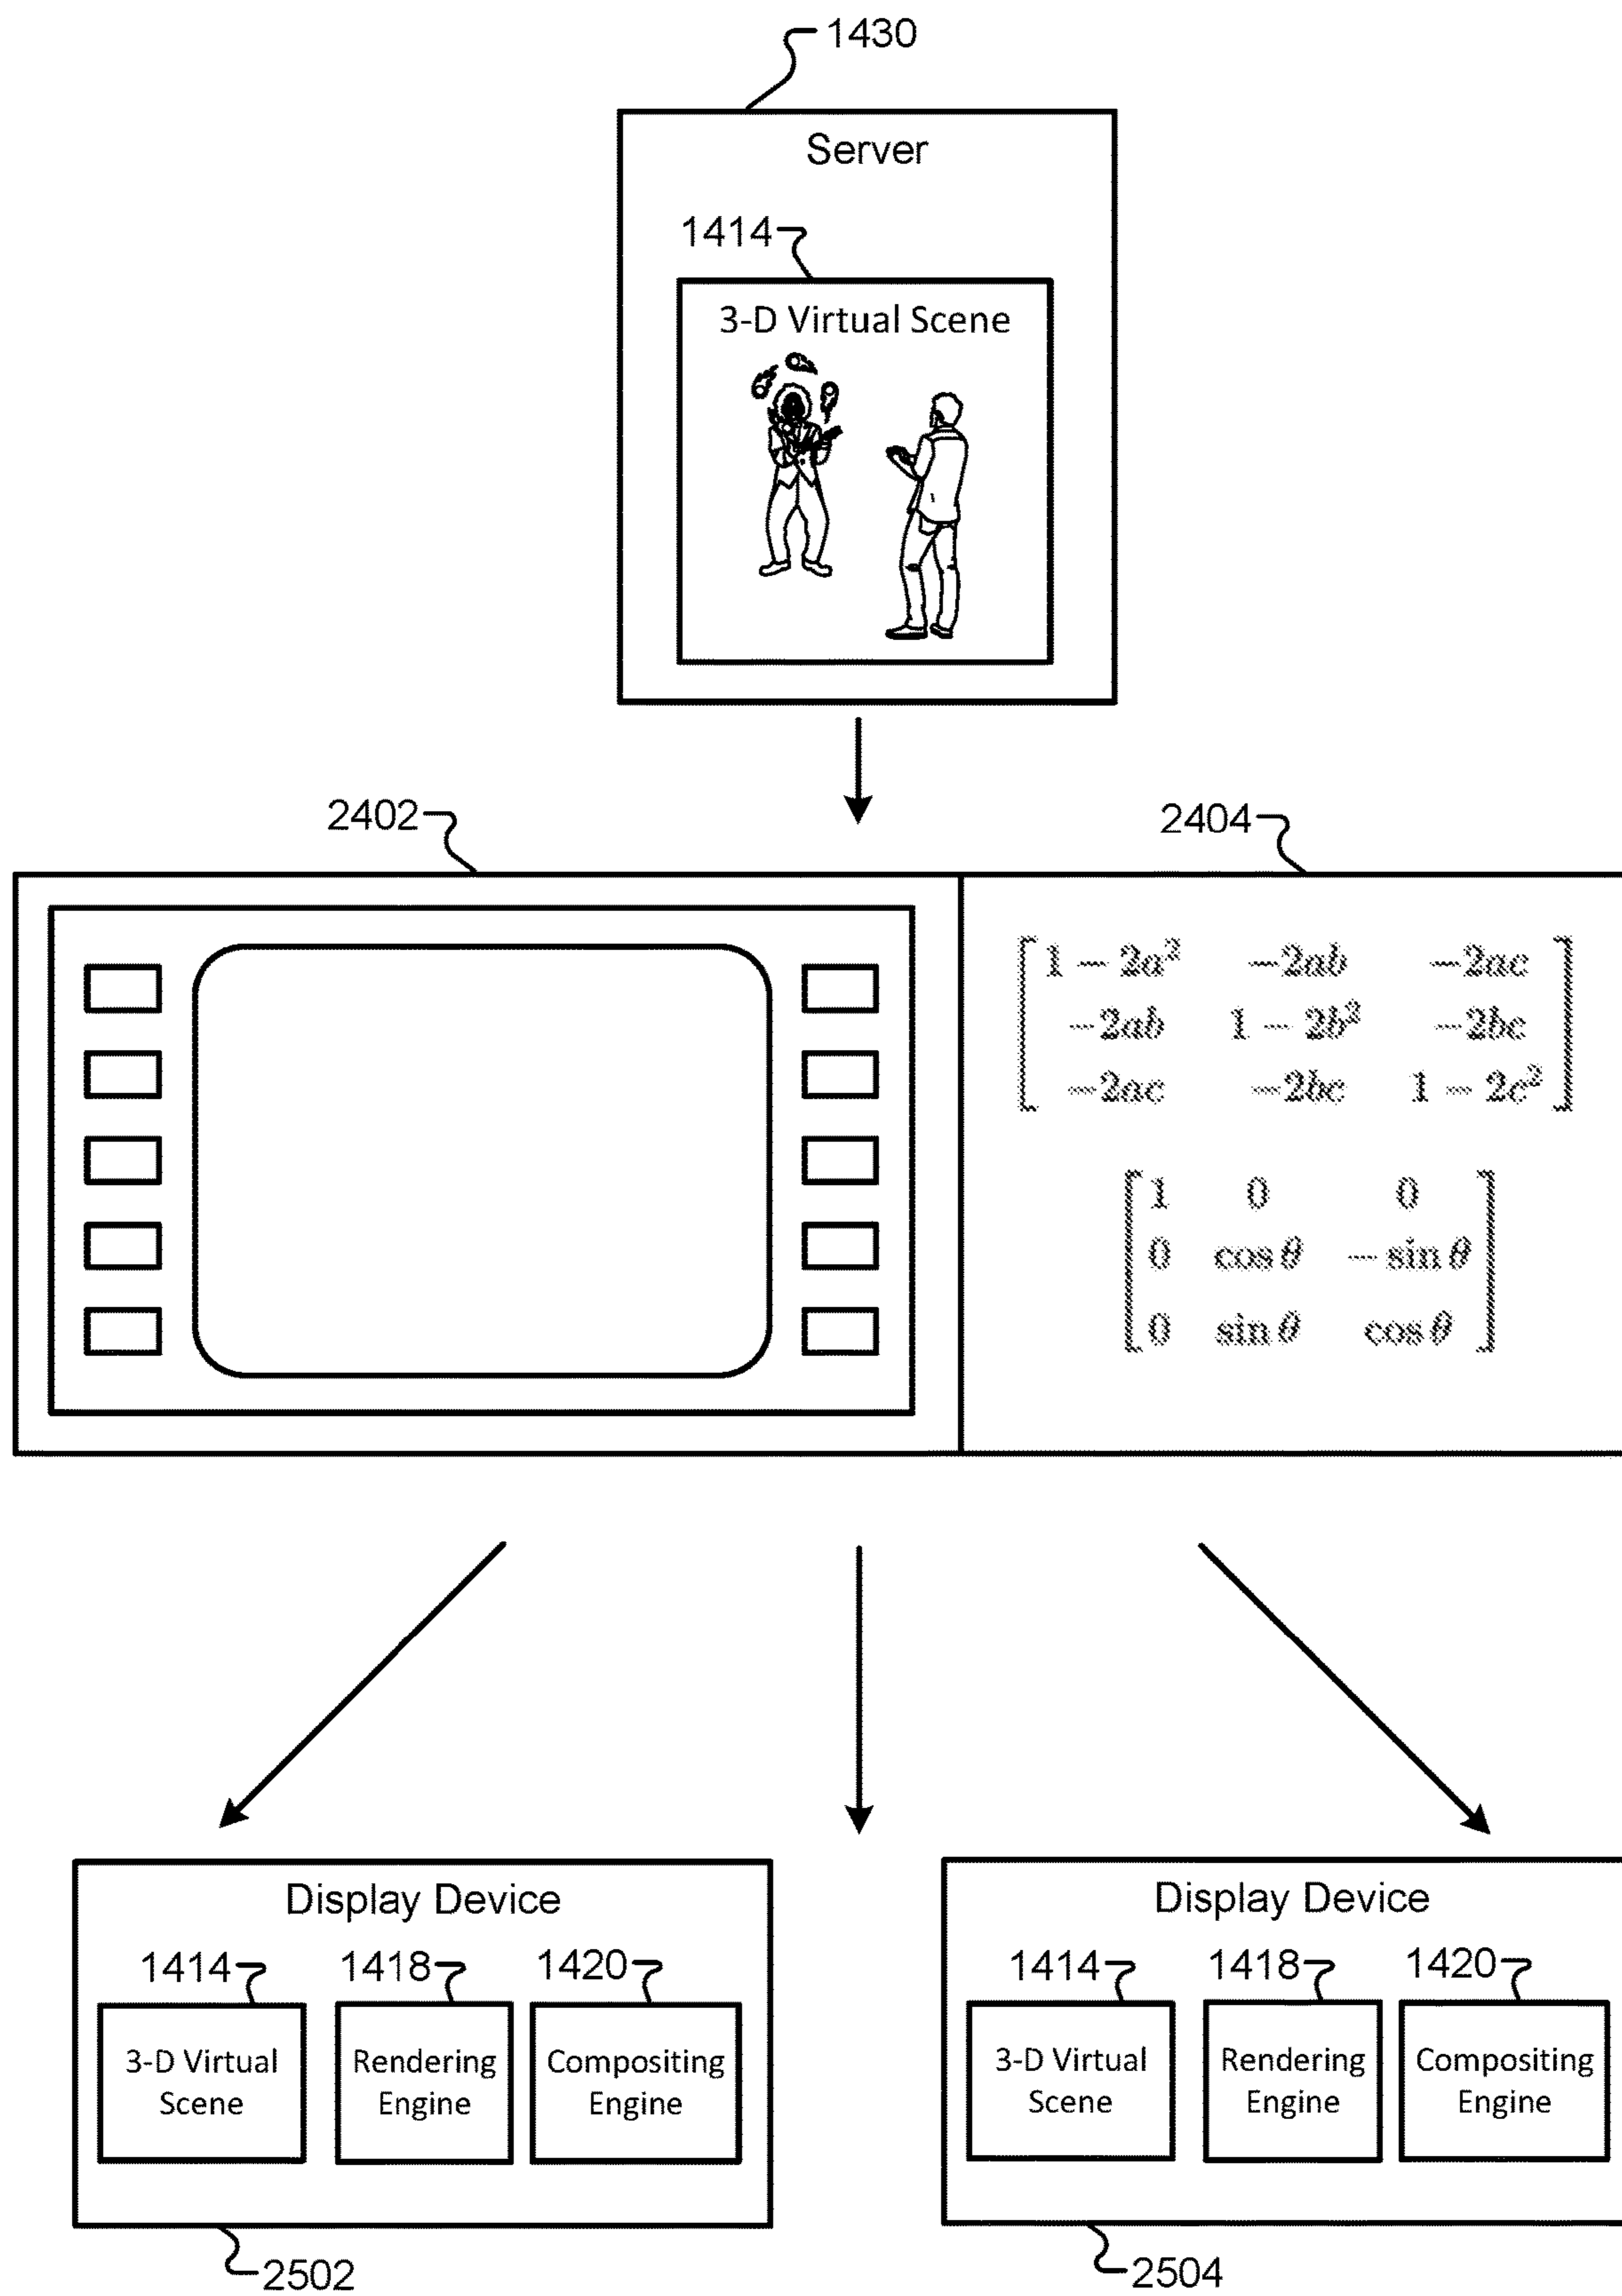 1430
Server
1414
3-D Virtual Scene
2402
2404
1 − 2a² −2ab −2ac
−2ab 1 − 2b² −2bc
−2ac −2bc 1 − 2c²
1 0 0
0 cos θ − sin θ
0 sin θ cos θ
Display Device
1414 1418 1420
3-D Virtual Scene
Rendering Engine
Compositing Engine
2502
Display Device
1414 1418 1420
3-D Virtual Scene
Rendering Engine
Compositing Engine
2504